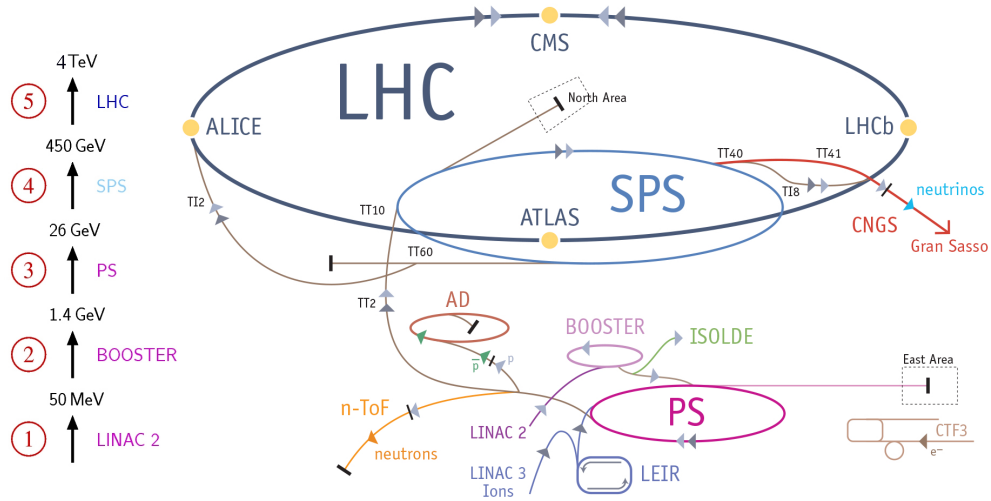 4 TeV
5
LHC
450 GeV
4
SPS
26 GeV
3
PS
1.4 GeV
2
BOOSTER
50 MeV
1
LINAC 2
CMS
LHC
North Area
ALICE
LHCb
TT40
TT41
TI8
SPS
neutrinos
CNGS
Gran Sasso
TI2
TT10
ATLAS
TT60
TT2
AD
p̅
p
BOOSTER
ISOLDE
East Area
n-ToF
neutrons
LINAC 2
PS
CTF3
e⁻
LINAC 3
Ions
LEIR